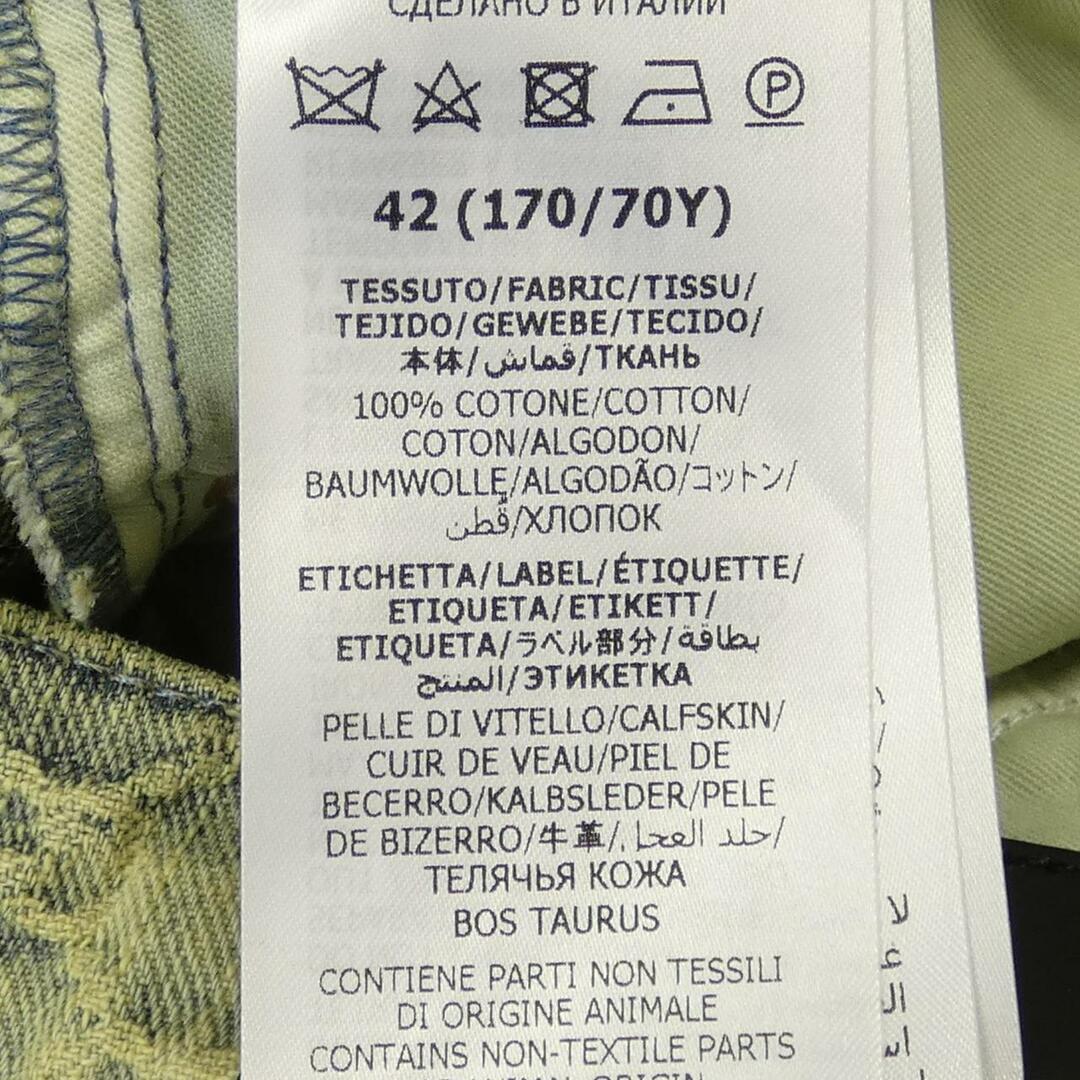 СДЕЛАНО В ИТАЛИИ
P
42 (170/70Y)
TESSUTO/FABRIC/TISSU/
TEJIDO/GEWEBE/TECIDO/
本体/قماش/ТКАНЬ
100% COTONE/COTTON/
COTON/ALGODON/
BAUMWOLLE/ALGODÃO/コットン/
قُطن/ХЛОПОК
ETICHETTA/LABEL/ÉTIQUETTE/
ETIQUETA/ETIKETT/
ETIQUETA/ラベル部分/بطاقة
المنتج/ЭТИКЕТКА
PELLE DI VITELLO/CALFSKIN/
CUIR DE VEAU/PIEL DE
BECERRO/KALBSLEDER/PELE
DE BIZERRO/牛革/جلد العجل/
ТЕЛЯЧЬЯ КОЖА
BOS TAURUS
CONTIENE PARTI NON TESSILI
DI ORIGINE ANIMALE
CONTAINS NON-TEXTILE PARTS